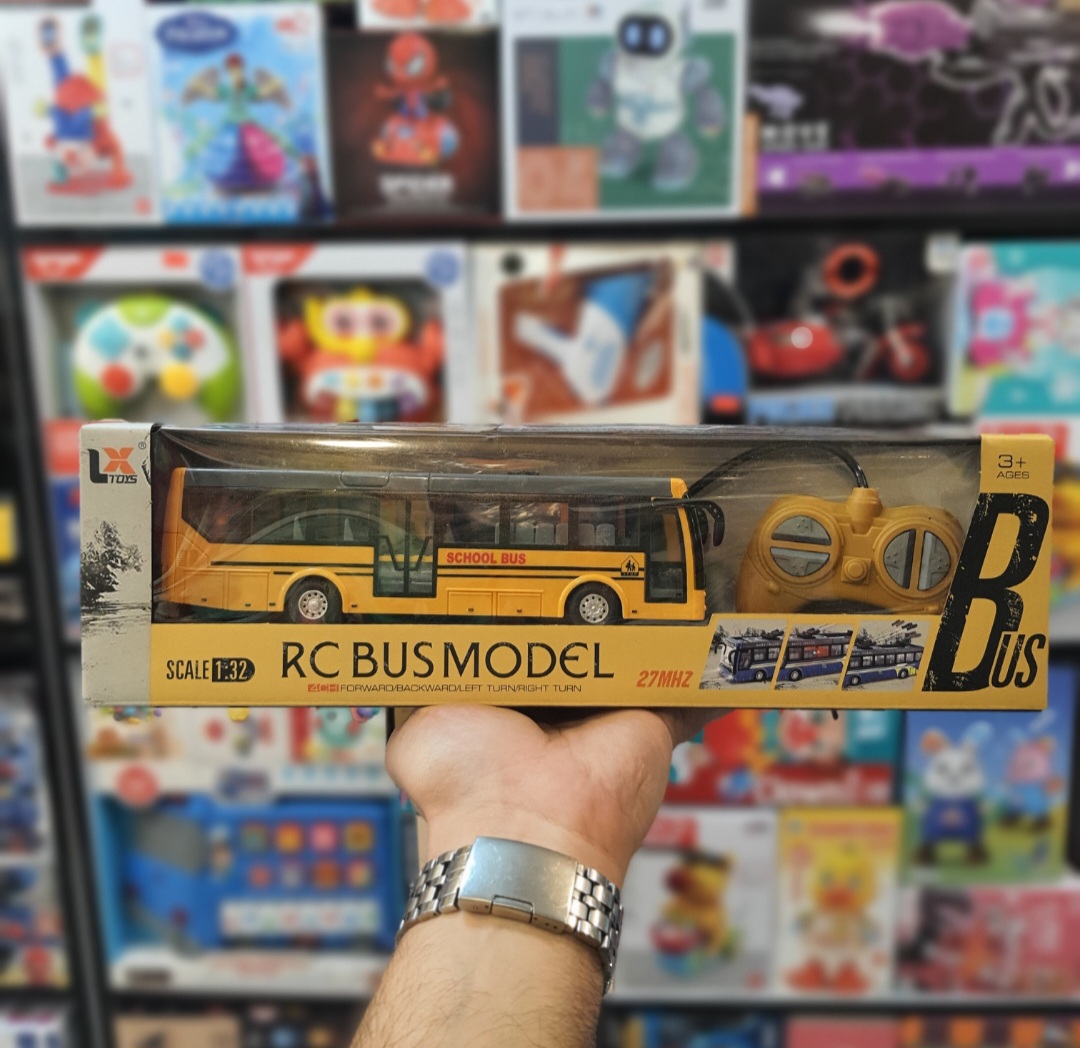 LX
TOYS
®
3+
AGES
SCHOOL BUS
BUS
SCALE 1:32
RC BUS MODEL
4CH FORWARD/BACKWARD/LEFT TURN/RIGHT TURN
27MHZ